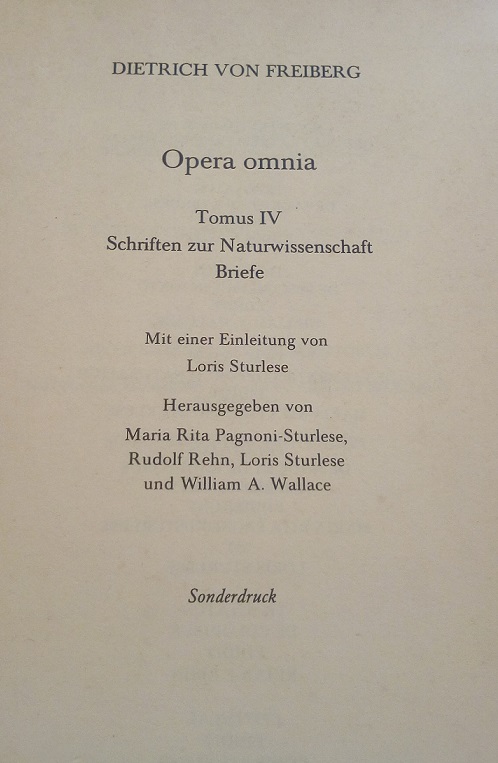 DIETRICH VON FREIBERG
Opera omnia
Tomus IV
Schriften zur Naturwissenschaft
Briefe
Mit einer Einleitung von
Loris Sturlese
Herausgegeben von
Maria Rita Pagnoni-Sturlese,
Rudolf Rehn, Loris Sturlese
und William A. Wallace
Sonderdruck